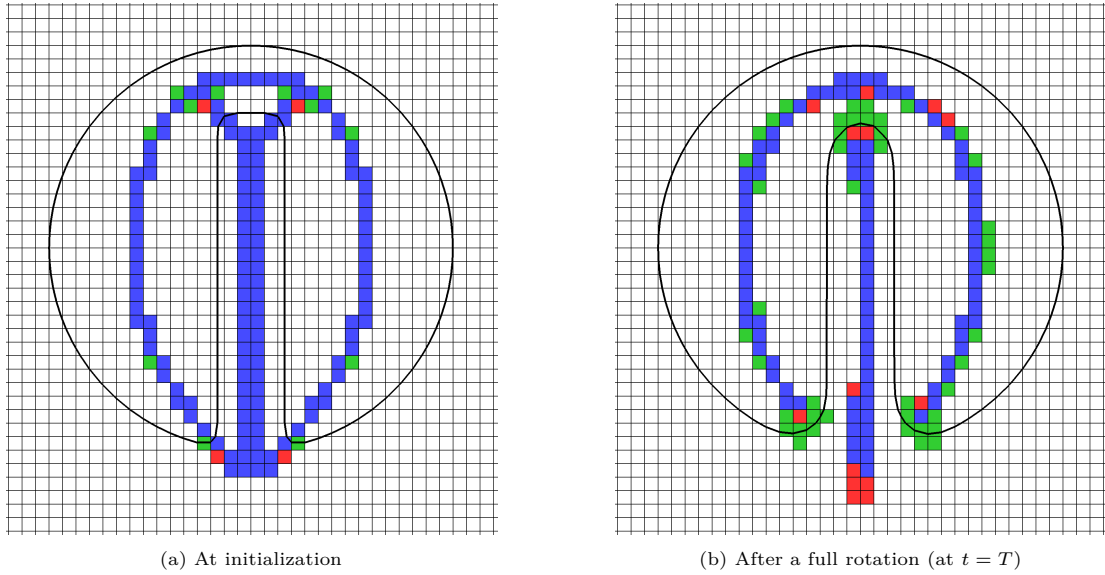 (a) At initialization
(b) After a full rotation (at t = T)